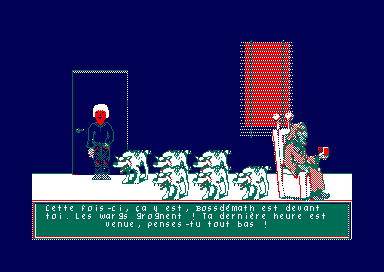 Cette fois-ci, ça y est, Bossdémath est devant
toi. Les wargs grognent ! Ta dernière heure est
venue, penses-tu tout bas !